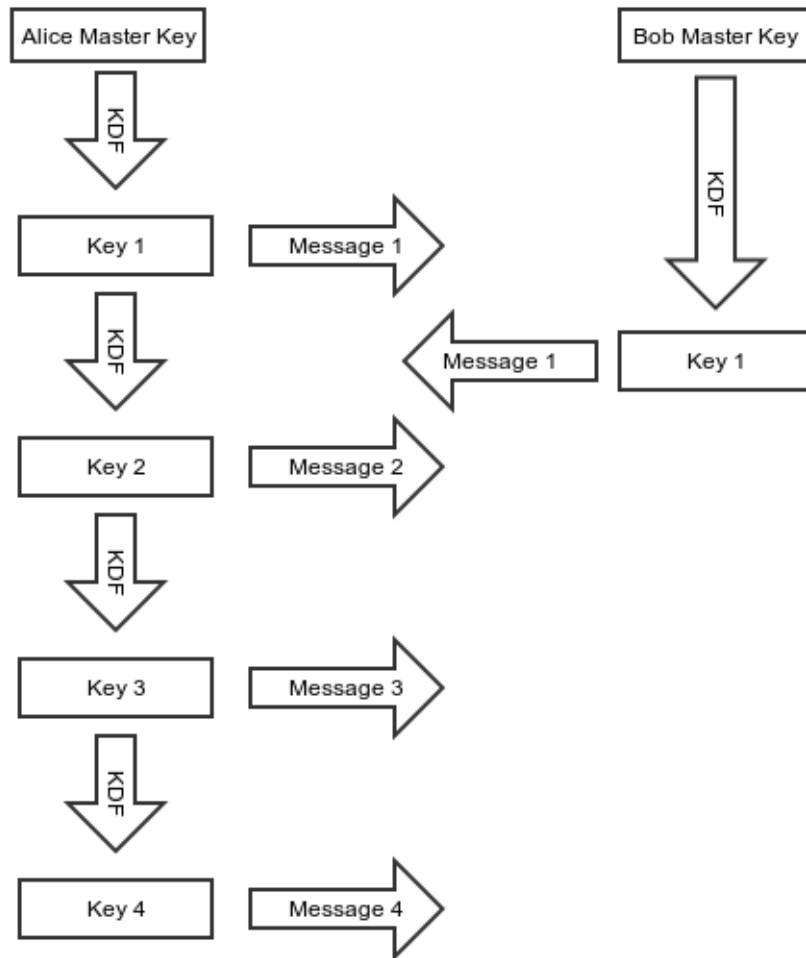 Alice Master Key
Bob Master Key
KDF
KDF
Key 1
Message 1
KDF
Message 1
Key 1
Key 2
Message 2
KDF
Key 3
Message 3
KDF
Key 4
Message 4